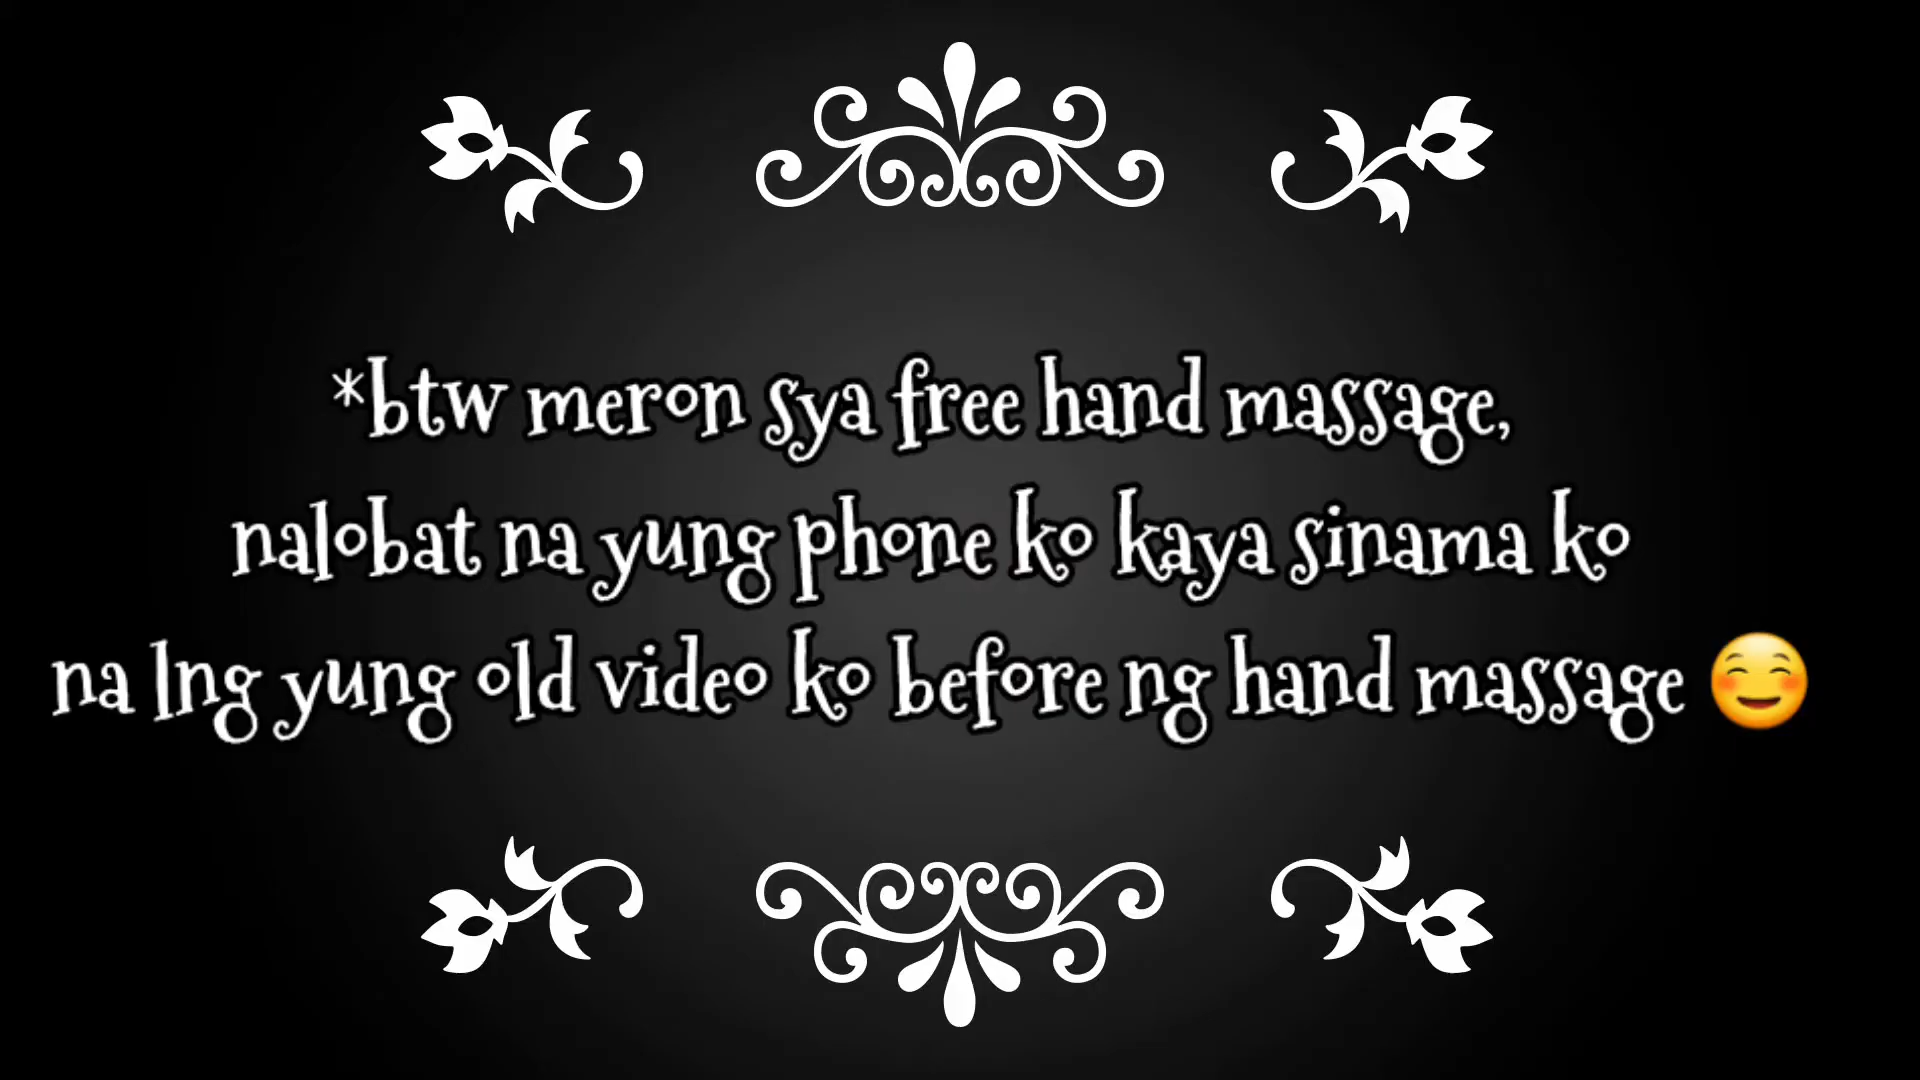 *btw meron sya free hand massage,
nalobat na yung phone ko kaya sinama ko
na lng yung old video ko before ng hand massage 😊